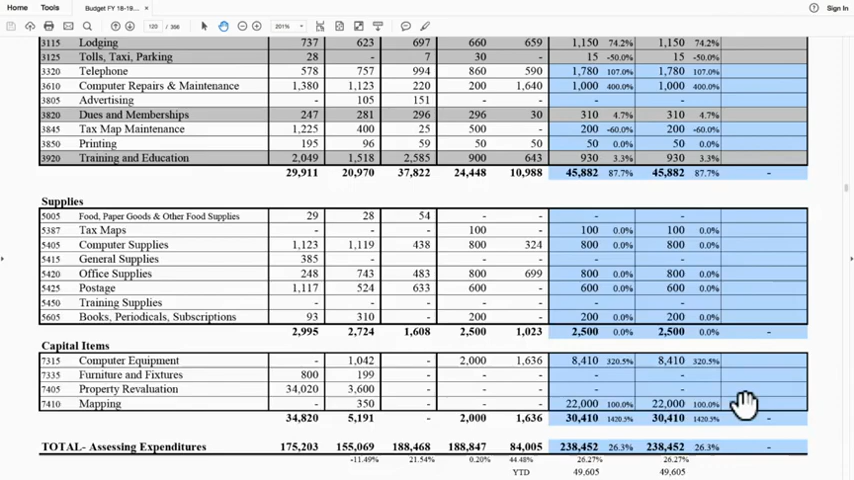 Home Tools Budget FY 18-19... × Sign In
120 / 356 201%
3115 Lodging 737 623 697 660 659 1,150 74.2% 1,150 74.2%
3125 Tolls, Taxi, Parking 28 - 7 30 - 15 -50.0% 15 -50.0%
3320 Telephone 578 757 994 860 590 1,780 107.0% 1,780 107.0%
3610 Computer Repairs & Maintenance 1,380 1,123 220 200 1,640 1,000 400.0% 1,000 400.0%
3805 Advertising - 105 151 - - - -
3820 Dues and Memberships 247 281 296 296 30 310 4.7% 310 4.7%
3845 Tax Map Maintenance 1,225 400 25 500 - 200 -60.0% 200 -60.0%
3850 Printing 195 96 59 50 50 50 0.0% 50 0.0%
3920 Training and Education 2,049 1,518 2,585 900 643 930 3.3% 930 3.3%
29,911 20,970 37,822 24,448 10,988 45,882 87.7% 45,882 87.7% -
Supplies
5005 Food, Paper Goods & Other Food Supplies 29 28 54 - - - -
5387 Tax Maps - - - 100 - 100 0.0% 100 0.0%
5405 Computer Supplies 1,123 1,119 438 800 324 800 0.0% 800 0.0%
5415 General Supplies 385 - - - - - -
5420 Office Supplies 248 743 483 800 699 800 0.0% 800 0.0%
5425 Postage 1,117 524 633 600 - 600 0.0% 600 0.0%
5450 Training Supplies - - - - - - -
5605 Books, Periodicals, Subscriptions 93 310 - 200 - 200 0.0% 200 0.0%
2,995 2,724 1,608 2,500 1,023 2,500 0.0% 2,500 0.0% -
Capital Items
7315 Computer Equipment - 1,042 - 2,000 1,636 8,410 320.5% 8,410 320.5%
7335 Furniture and Fixtures 800 199 - - - - -
7405 Property Revaluation 34,020 3,600 - - - - -
7410 Mapping - 350 - - - 22,000 100.0% 22,000 100.0%
34,820 5,191 - 2,000 1,636 30,410 1420.5% 30,410 1420.5% -
TOTAL- Assessing Expenditures 175,203 155,069 188,468 188,847 84,005 238,452 26.3% 238,452 26.3% -
-11.49% 21.54% 0.20% 44.48% 26.27% 26.27%
YTD 49,605 49,605